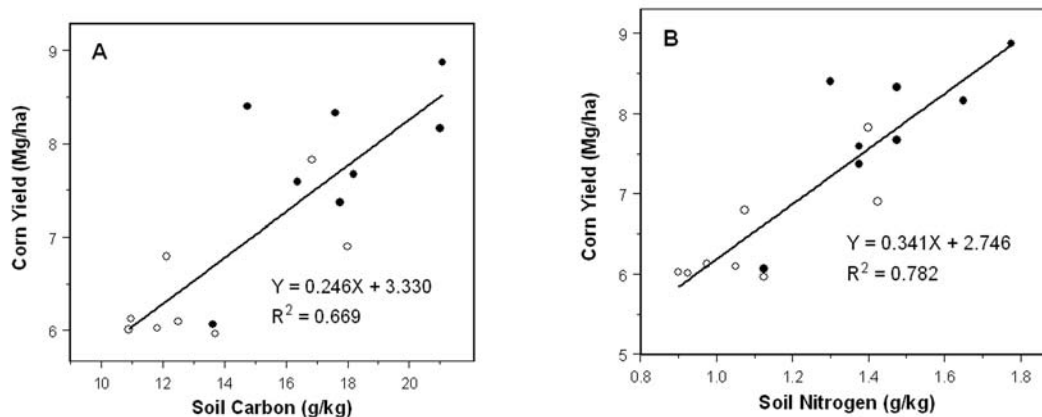 A
9
8
7
6
Corn Yield (Mg/ha)
Y = 0.246X + 3.330
R² = 0.669
10 12 14 16 18 20
Soil Carbon (g/kg)
B
9
8
7
6
5
Corn Yield (Mg/ha)
Y = 0.341X + 2.746
R² = 0.782
0.8 1.0 1.2 1.4 1.6 1.8
Soil Nitrogen (g/kg)